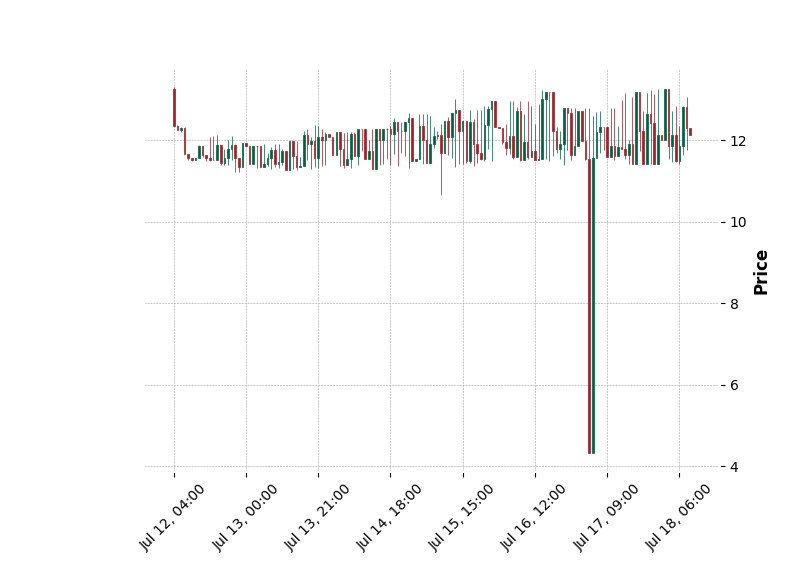 12
10
8
6
4
Price
Jul 12, 04:00
Jul 13, 00:00
Jul 13, 21:00
Jul 14, 18:00
Jul 15, 15:00
Jul 16, 12:00
Jul 17, 09:00
Jul 18, 06:00